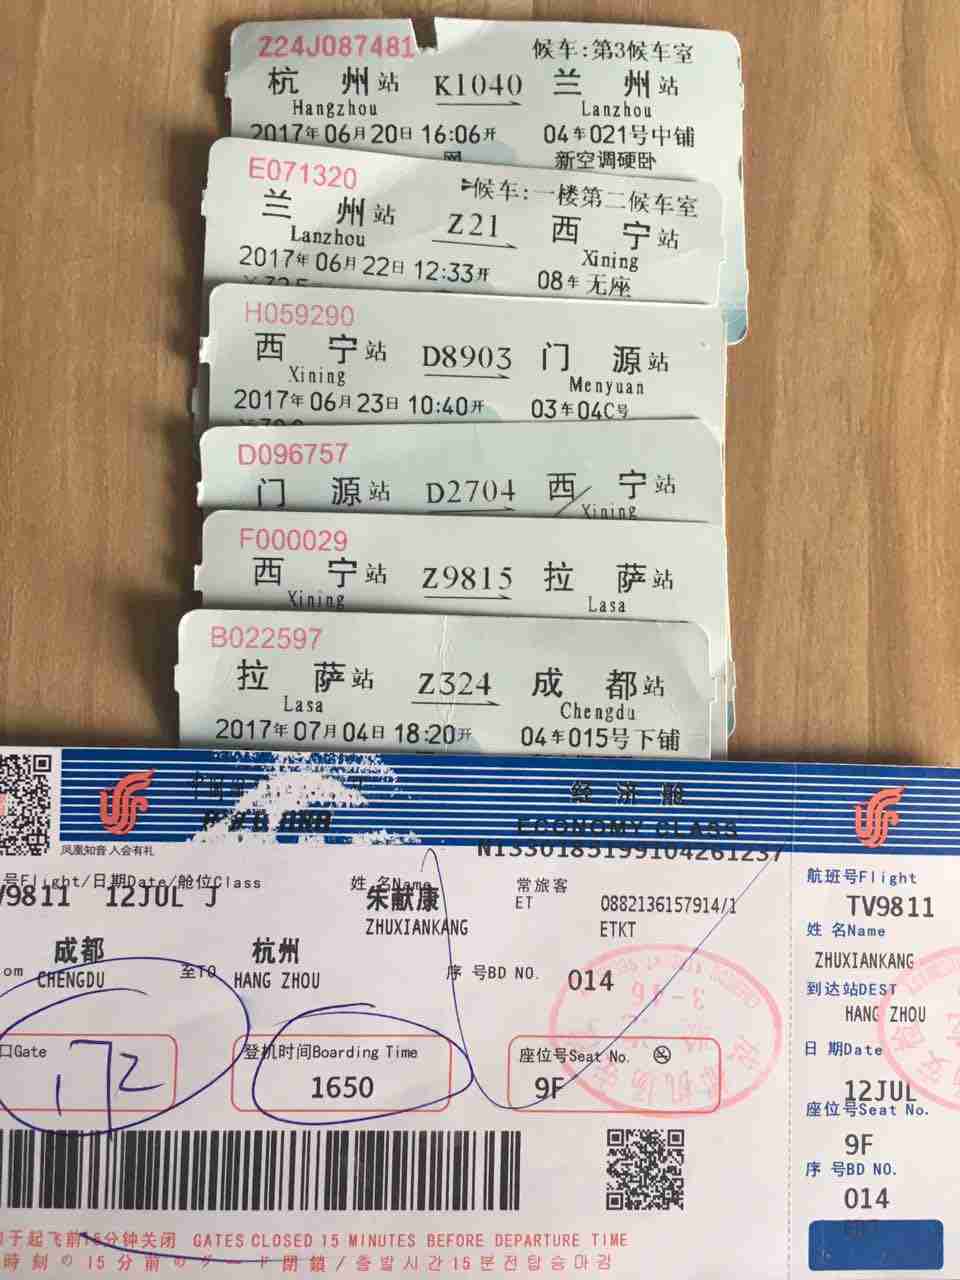 Z24J087481 候车:第3候车室
杭州站 K1040 兰州站
Hangzhou Lanzhou
2017年06月20日16:06开 04车021号中铺
网 新空调硬卧
E071320 候车:一楼第二候车室
兰州站 Z21 西宁站
Lanzhou Xining
2017年06月22日12:33开 08车无座
H059290
西宁站 D8903 门源站
Xining Menyuan
2017年06月23日10:40开 03车04C号
D096757
门源站 D2704 西宁站
Xining
F000029
西宁站 Z9815 拉萨站
Xining Lasa
B022597
拉萨站 Z324 成都站
Lasa Chengdu
2017年07月04日18:20开 04车015号下铺
经济舱
ECONOMY CLASS
凤凰知音 入会有礼
号Flight/日期Date/舱位Class 姓 名Name 常旅客 航班号Flight
V9811 12JUL J 朱献康 ET 0882136157914/1 TV9811
ZHUXIANKANG ETKT 姓 名Name
ZHUXIANKANG
成都 至TO 杭州 序 号BD NO. 014 到达站DEST
om CHENGDU HANG ZHOU HANG ZHOU
口Gate 登机时间Boarding Time 座位号Seat No. 日 期Date
172 1650 9F 12JUL
座位号Seat No.
9F
序 号BD NO.
014
于起飞前15分钟关闭 GATES CLOSED 15 MINUTES BEFORE DEPARTURE TIME
時刻の15分前のゲート閉鎖/출발시간15분전탑승마감